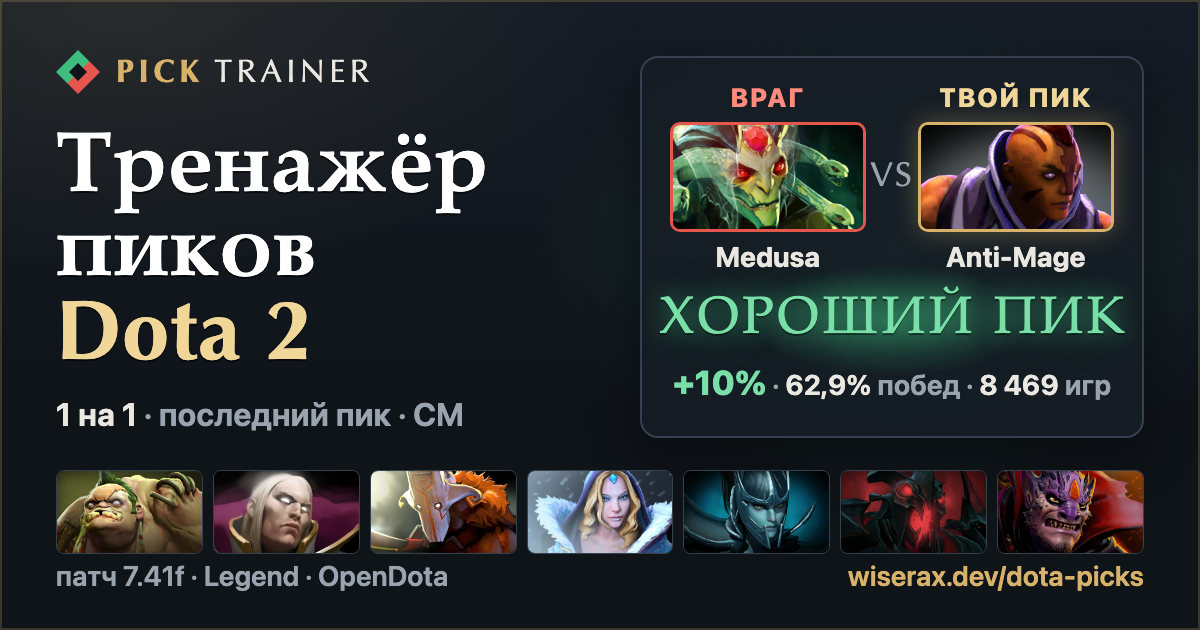 PICK TRAINER
Тренажёр
пиков
Dota 2
1 на 1 · последний пик · CM
ВРАГ
ТВОЙ ПИК
VS
Medusa
Anti-Mage
ХОРОШИЙ ПИК
+10% · 62,9% побед · 8 469 игр
патч 7.41f · Legend · OpenDota
wiserax.dev/dota-picks